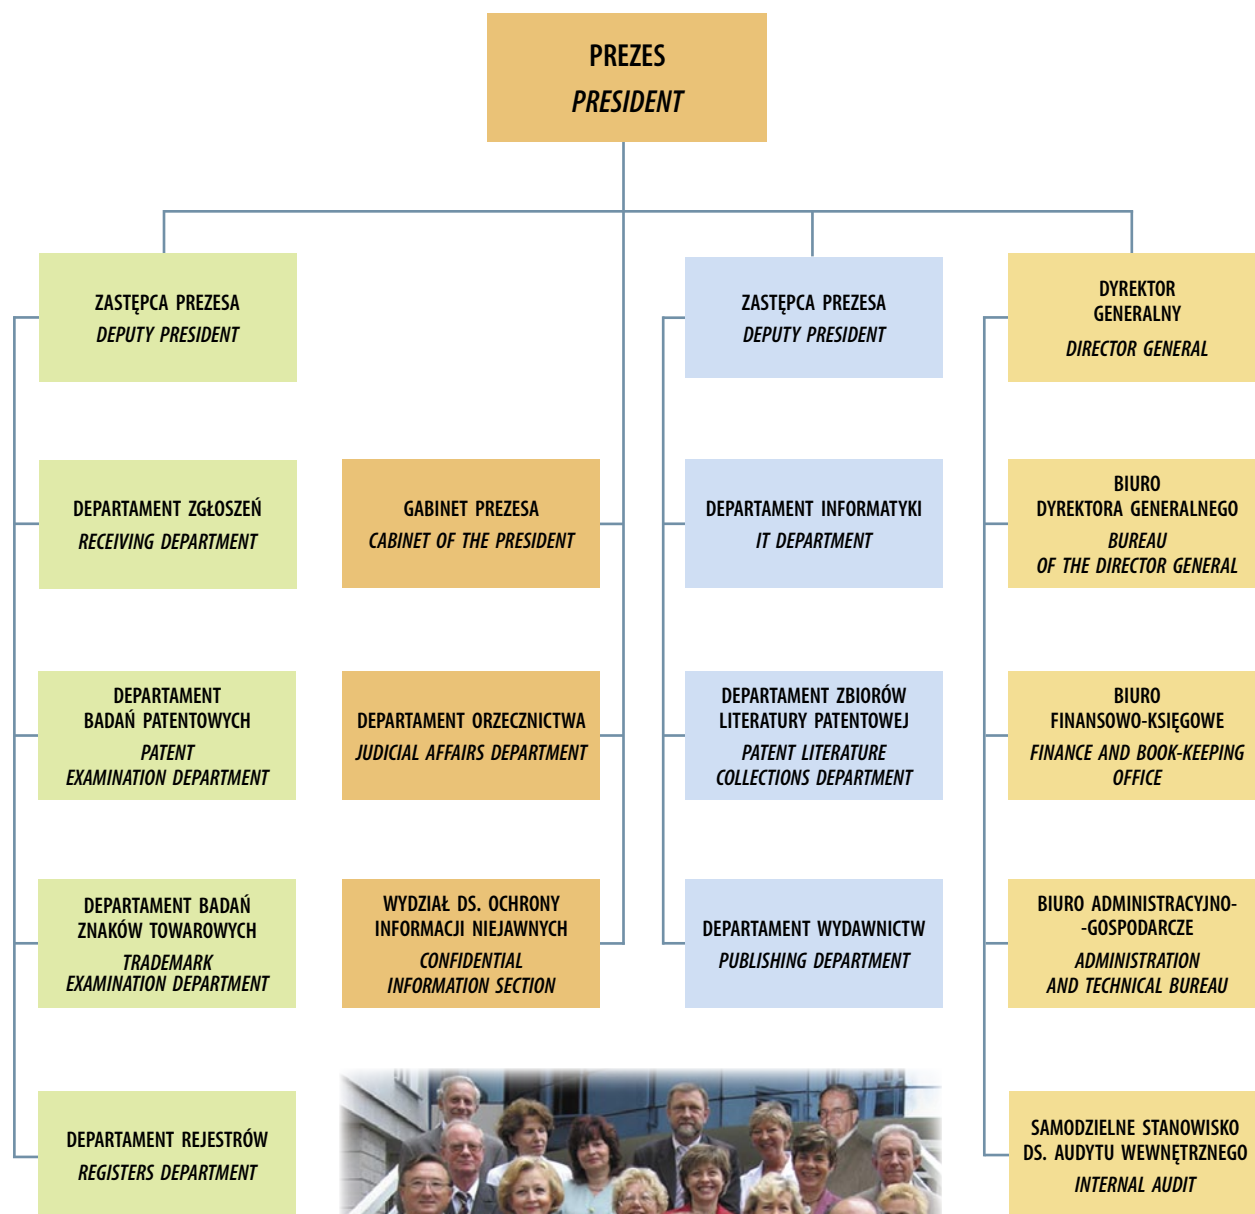 PREZES
PRESIDENT
ZASTĘPCA PREZESA
DEPUTY PRESIDENT
ZASTĘPCA PREZESA
DEPUTY PRESIDENT
DYREKTOR
GENERALNY
DIRECTOR GENERAL
DEPARTAMENT ZGŁOSZEŃ
RECEIVING DEPARTMENT
GABINET PREZESA
CABINET OF THE PRESIDENT
DEPARTAMENT INFORMATYKI
IT DEPARTMENT
BIURO
DYREKTORA GENERALNEGO
BUREAU
OF THE DIRECTOR GENERAL
DEPARTAMENT
BADAŃ PATENTOWYCH
PATENT
EXAMINATION DEPARTMENT
DEPARTAMENT ORZECNICTWA
JUDICIAL AFFAIRS DEPARTMENT
DEPARTAMENT ZBIORÓW
LITERATURY PATENTOWEJ
PATENT LITERATURE
COLLECTIONS DEPARTMENT
BIURO
FINANSOWO-KSIĘGOWE
FINANCE AND BOOK-KEEPING
OFFICE
DEPARTAMENT BADAŃ
ZNAKÓW TOWAROWYCH
TRADEMARK
EXAMINATION DEPARTMENT
WYDZIAŁ DS. OCHRONY
INFORMACJI NIEJAWNYCH
CONFIDENTIAL
INFORMATION SECTION
DEPARTAMENT WYDAWNICTW
PUBLISHING DEPARTMENT
BIURO ADMINISTRACYJNO-
-GOSPODARCZE
ADMINISTRATION
AND TECHNICAL BUREAU
DEPARTAMENT REJESTRÓW
REGISTERS DEPARTMENT
SAMODZIELNE STANOWISKO
DS. AUDYTU WEWNĘTRZNEGO
INTERNAL AUDIT